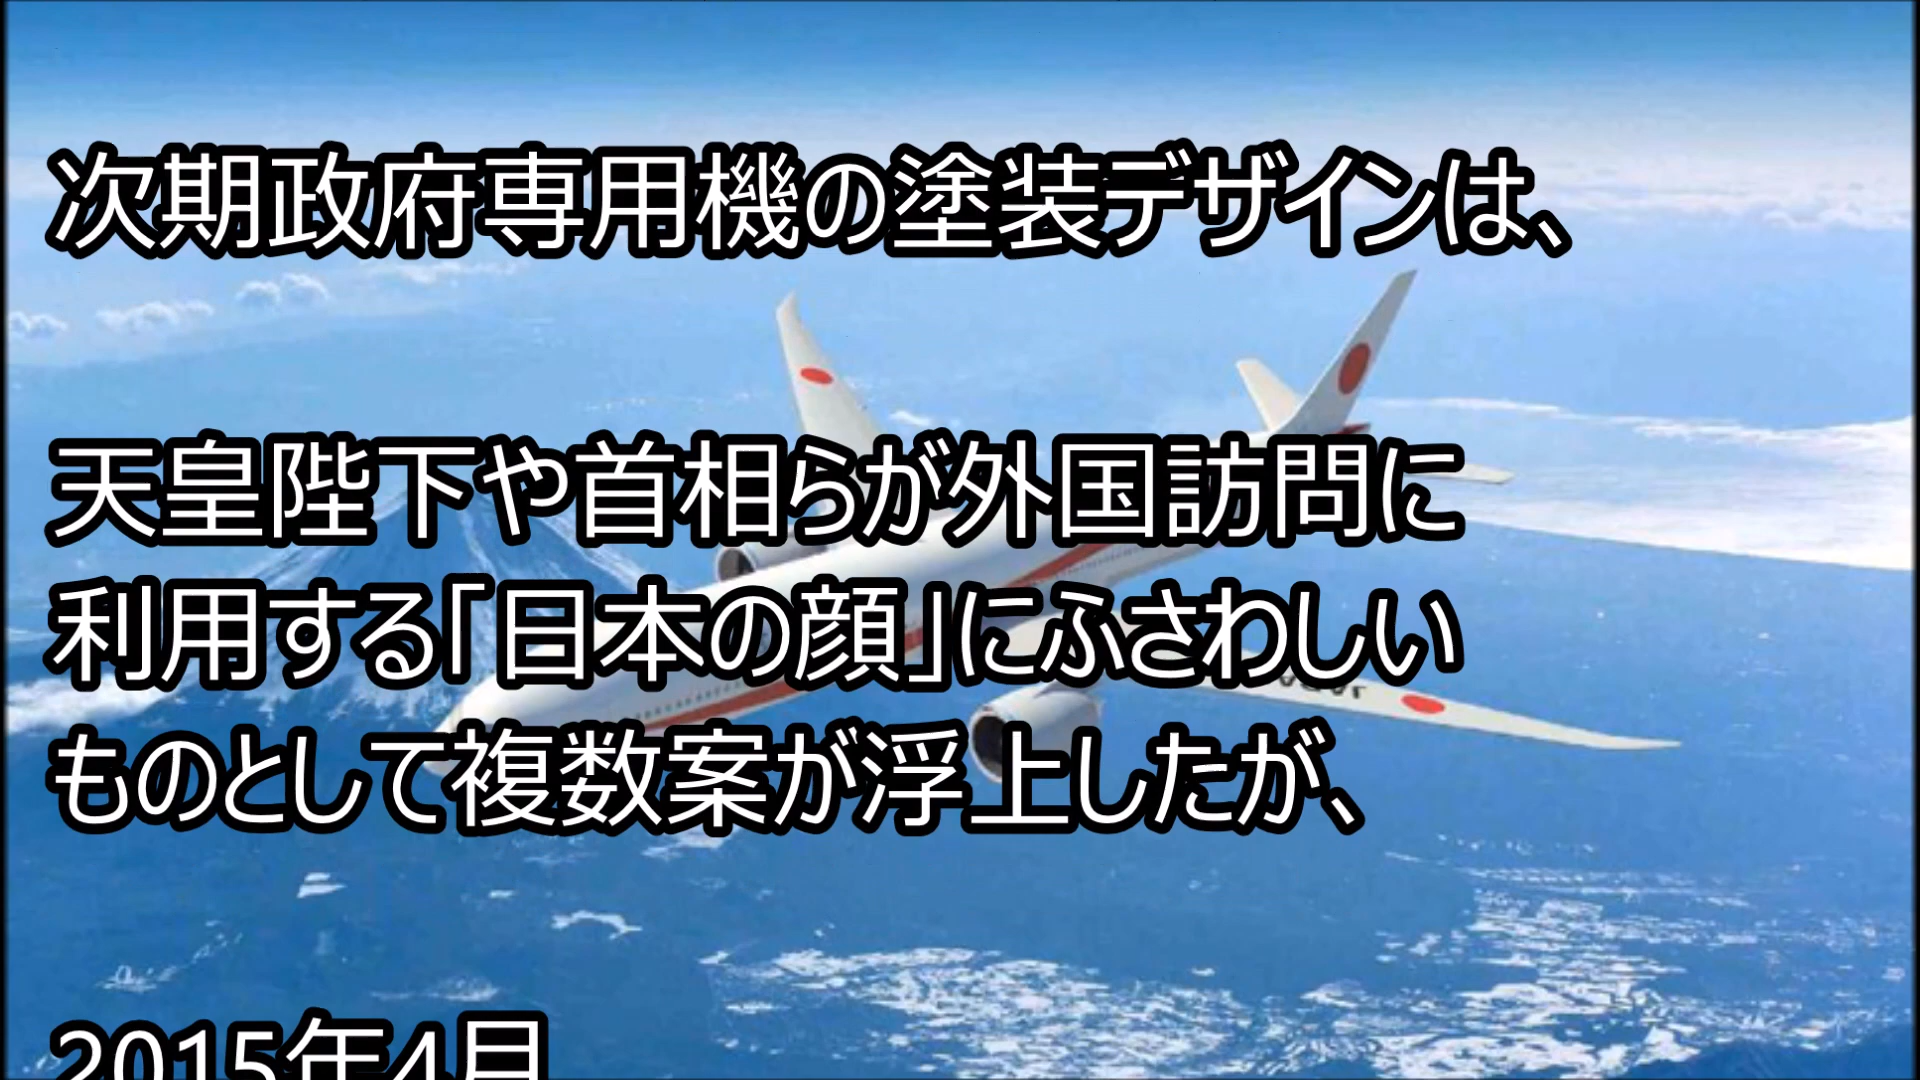 次期政府専用機の塗装デザインは、
天皇陛下や首相らが外国訪問に
利用する「日本の顔」にふさわしい
ものとして複数案が浮上したが、
2015年4月